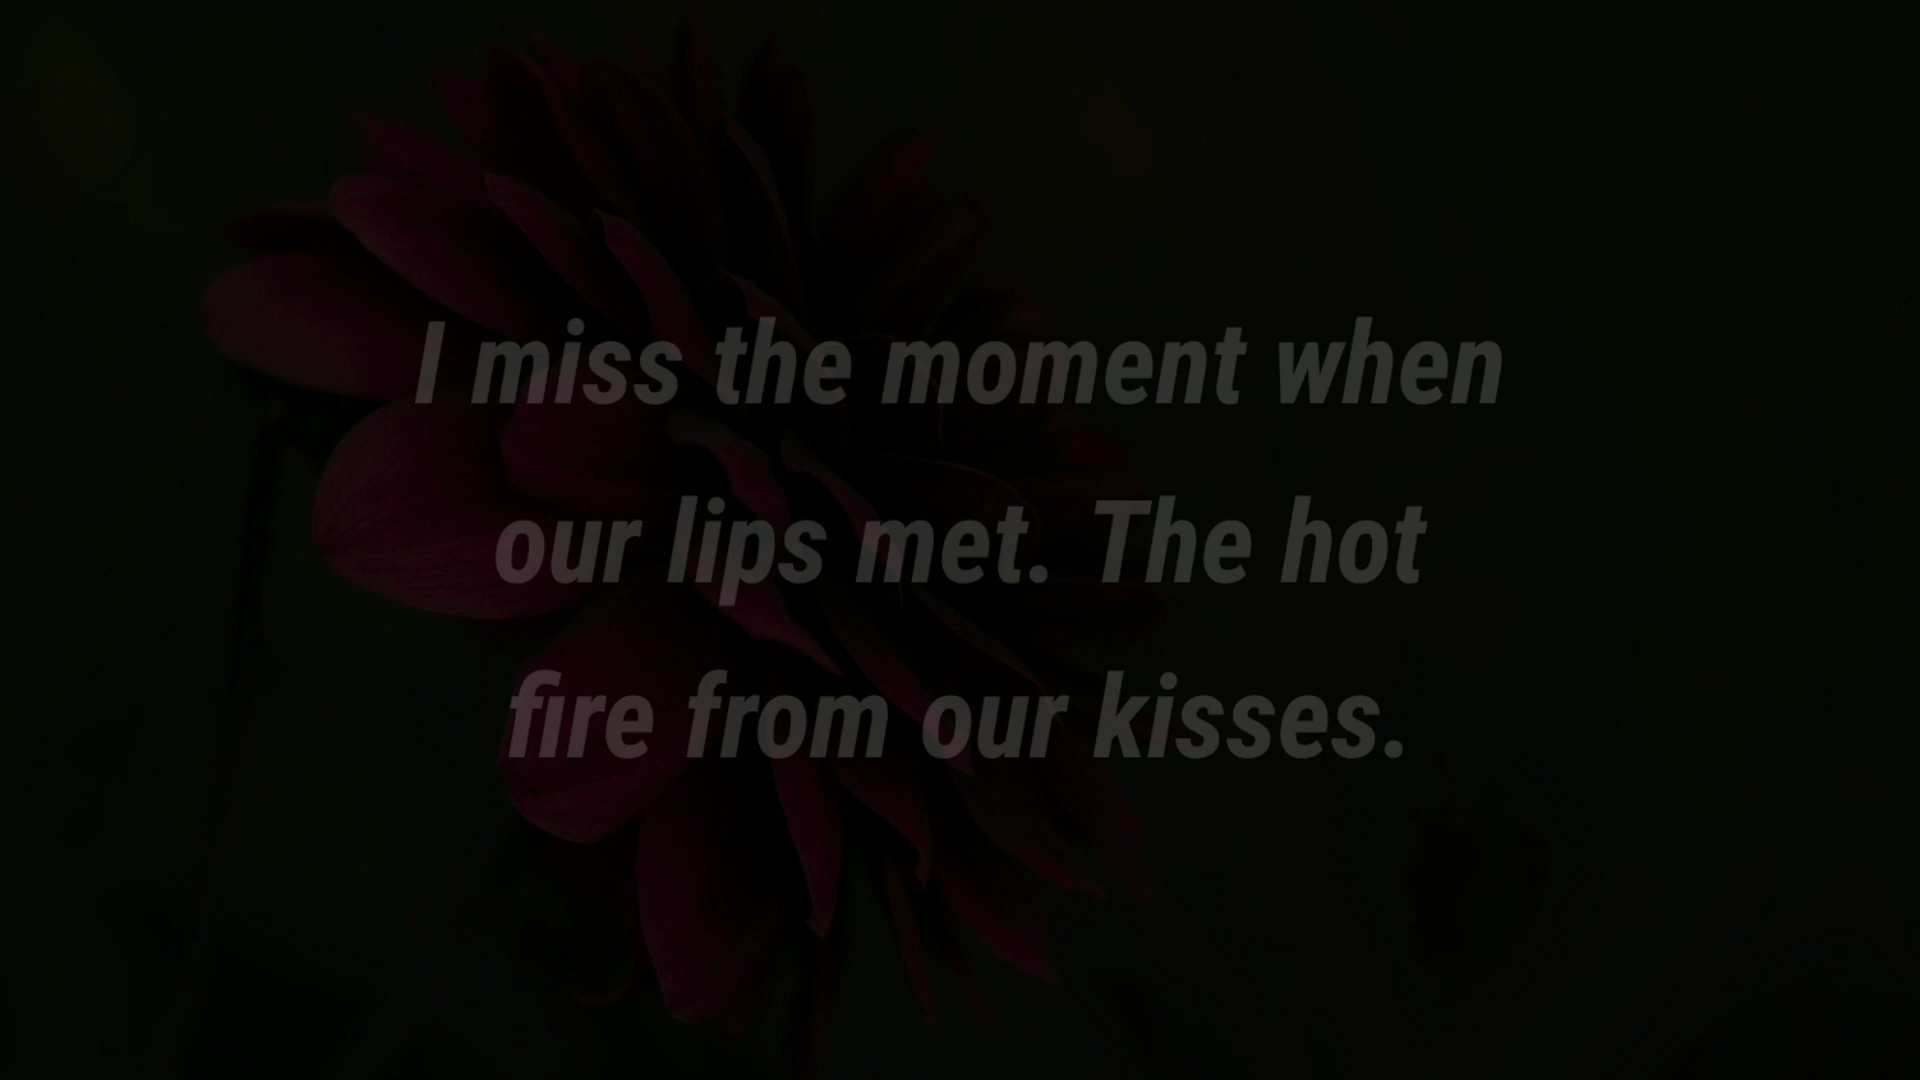 I miss the moment when
our lips met. The hot
fire from our kisses.